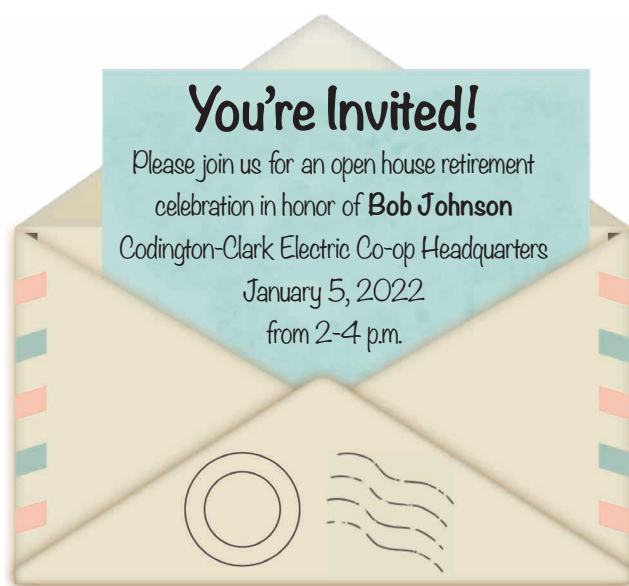 You're Invited!
Please join us for an open house retirement
celebration in honor of Bob Johnson
Codington-Clark Electric Co-op Headquarters
January 5, 2022
from 2-4 p.m.